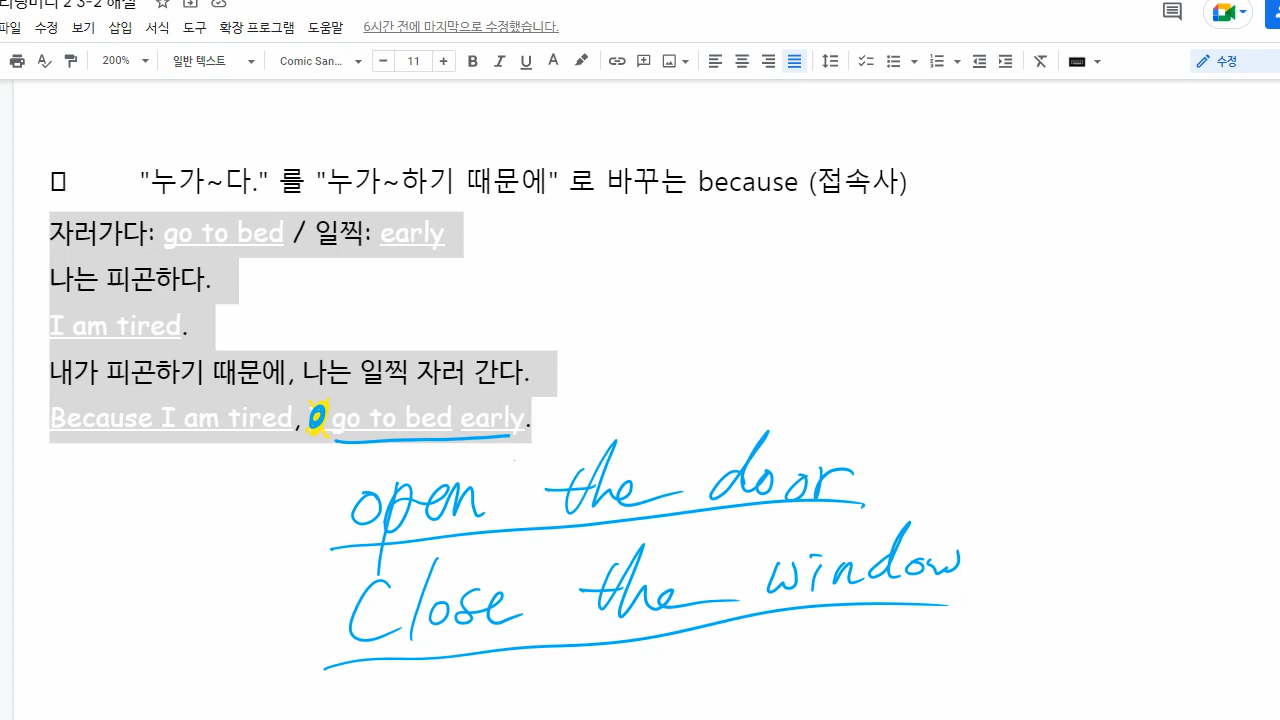 리딩버디 2 3-2 해설
파일 수정 보기 삽입 서식 도구 확장 프로그램 도움말 6시간 전에 마지막으로 수정했습니다.
200% 일반 텍스트 Comic San... − 11 + B I U A 수정
"누가~다." 를 "누가~하기 때문에" 로 바꾸는 because (접속사)
자러가다: go to bed / 일찍: early
나는 피곤하다.
I am tired.
내가 피곤하기 때문에, 나는 일찍 자러 간다.
Because I am tired, go to bed early.
open the door
Close the window